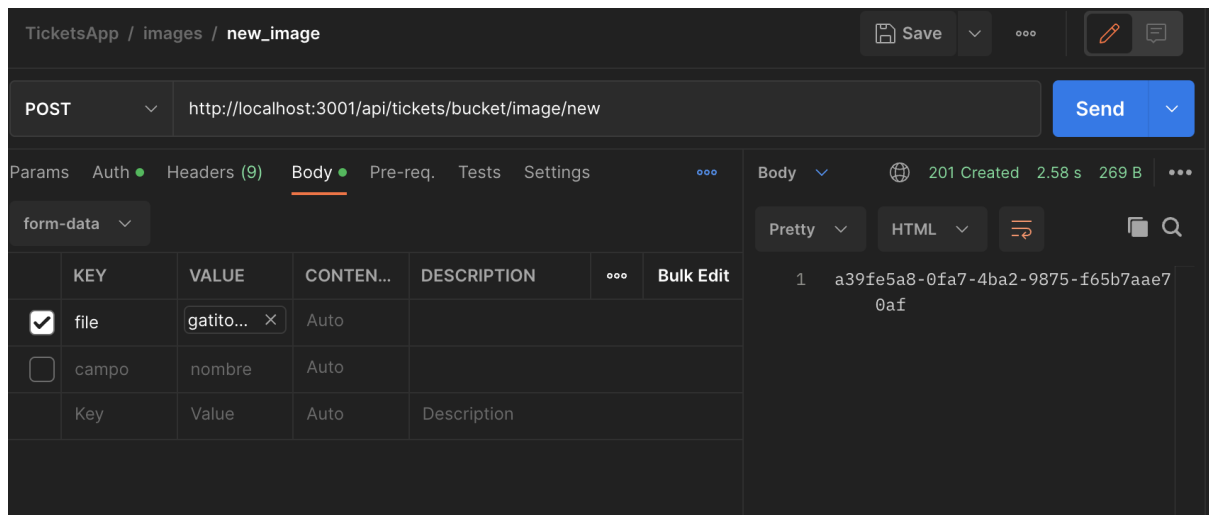 TicketsApp / images / new_image
Save
POST
http://localhost:3001/api/tickets/bucket/image/new
Send
Params Auth Headers (9) Body Pre-req. Tests Settings
form-data
KEY VALUE CONTEN... DESCRIPTION Bulk Edit
file gatito... Auto
campo nombre Auto
Key Value Auto Description
Body 201 Created 2.58 s 269 B
Pretty HTML
1 a39fe5a8-0fa7-4ba2-9875-f65b7aae7
0af